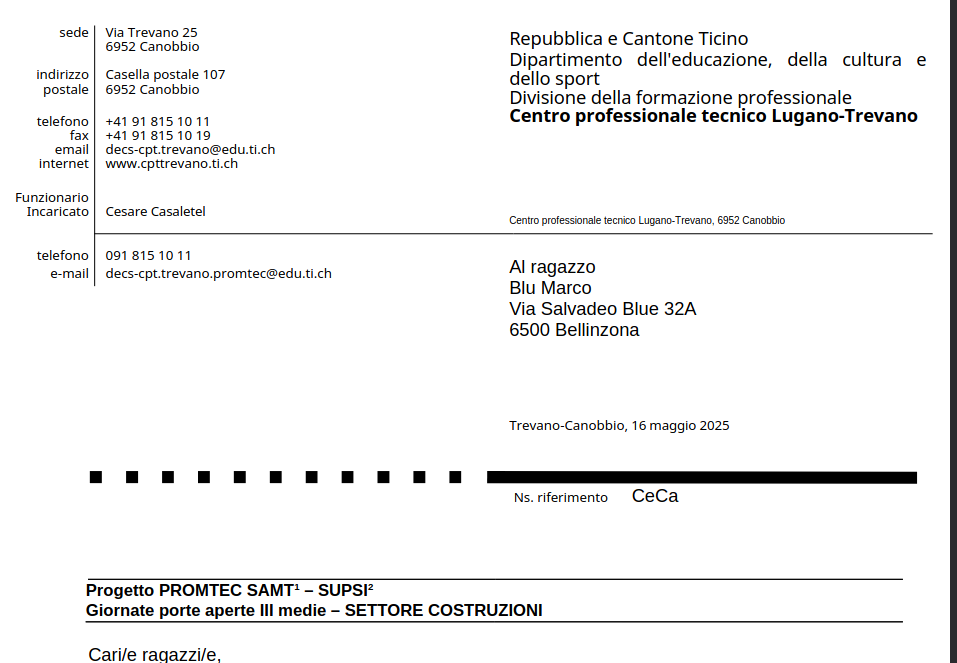 sede Via Trevano 25
6952 Canobbio
indirizzo Casella postale 107
postale 6952 Canobbio
telefono +41 91 815 10 11
fax +41 91 815 10 19
email decs-cpt.trevano@edu.ti.ch
internet www.cpttrevano.ti.ch
Funzionario
Incaricato Cesare Casaletel
telefono 091 815 10 11
e-mail decs-cpt.trevano.promtec@edu.ti.ch
Repubblica e Cantone Ticino
Dipartimento dell'educazione, della cultura e
dello sport
Divisione della formazione professionale
Centro professionale tecnico Lugano-Trevano
Centro professionale tecnico Lugano-Trevano, 6952 Canobbio
Al ragazzo
Blu Marco
Via Salvadeo Blue 32A
6500 Bellinzona
Trevano-Canobbio, 16 maggio 2025
Ns. riferimento CeCa
Progetto PROMTEC SAMT¹ – SUPSI²
Giornate porte aperte III medie – SETTORE COSTRUZIONI
Cari/e ragazzi/e,